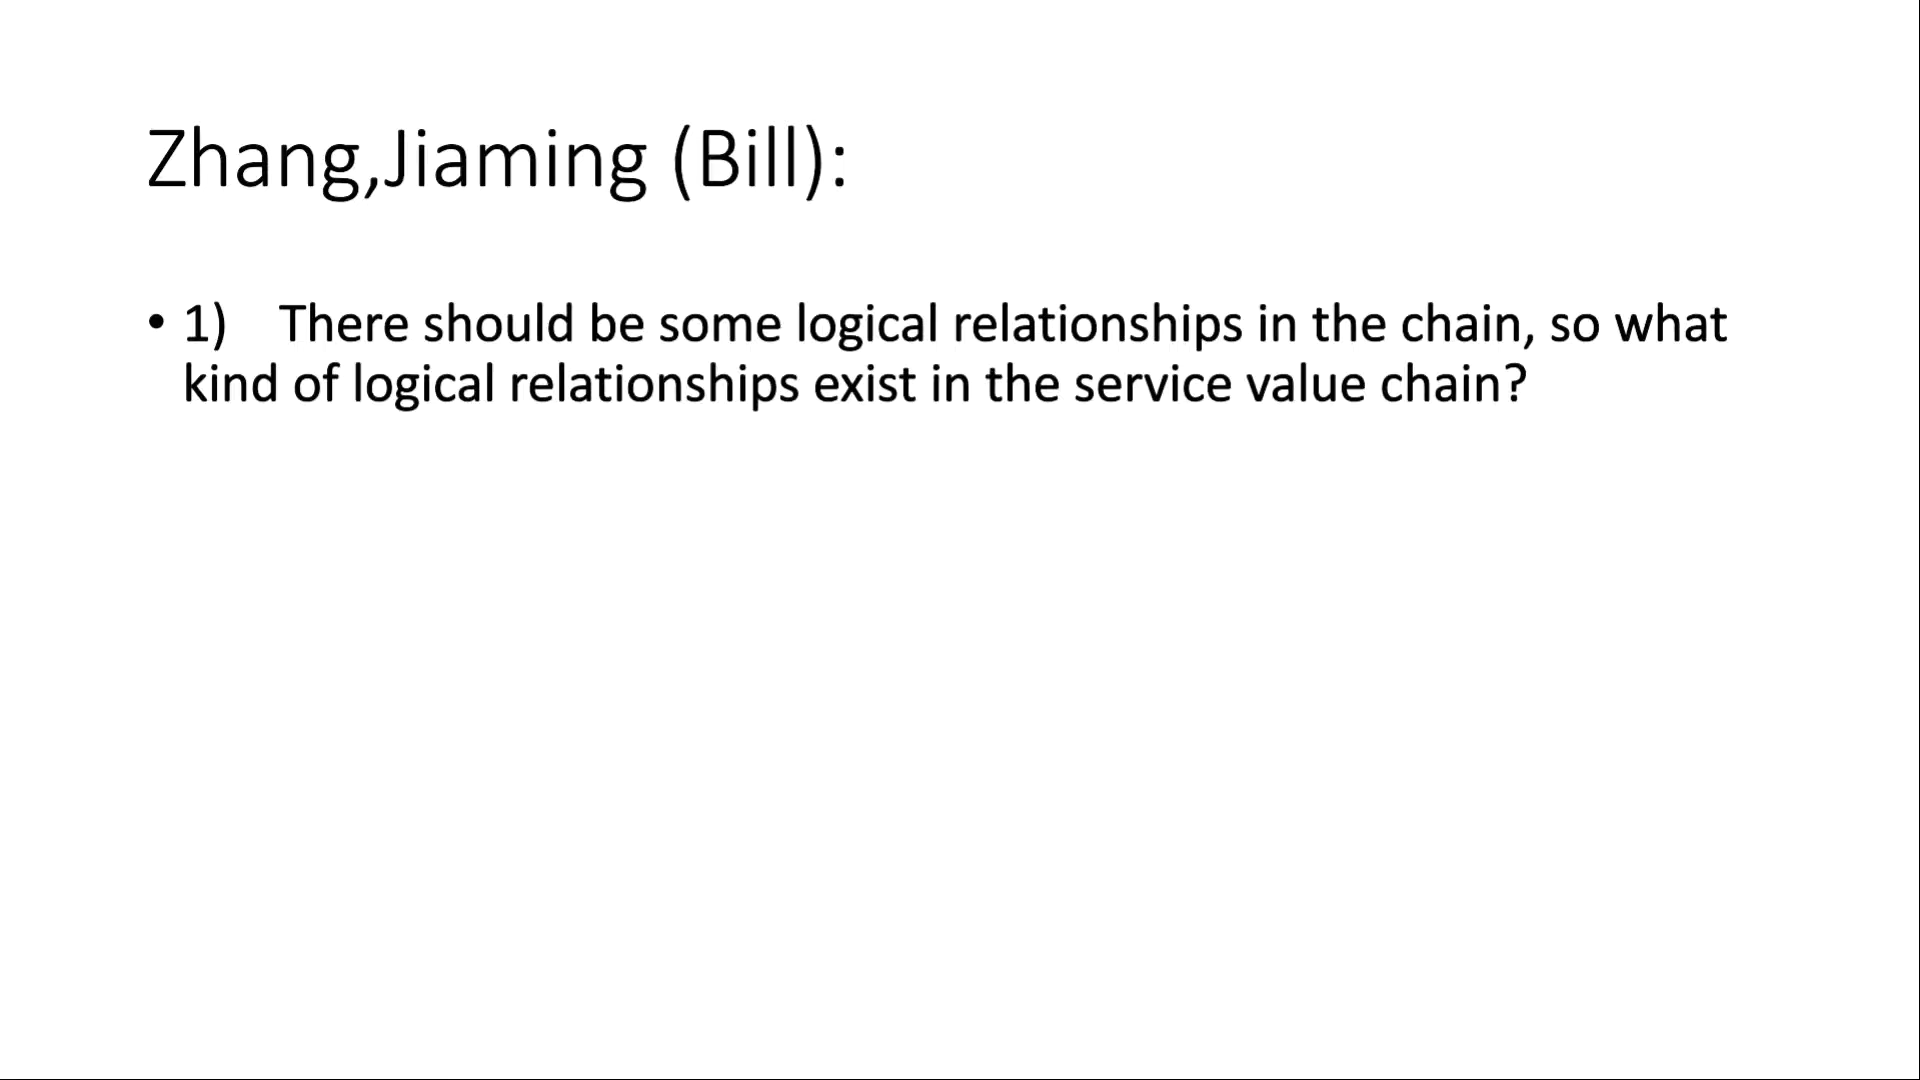 Zhang,Jiaming (Bill):
• 1) There should be some logical relationships in the chain, so what
kind of logical relationships exist in the service value chain?